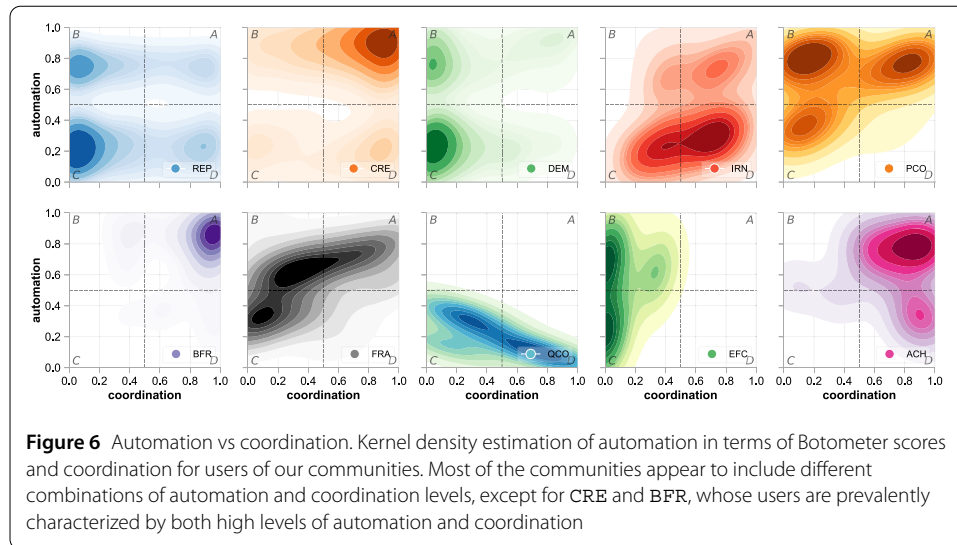 1.0
B
A
B
A
B
A
B
A
B
A
0.8
0.6
automation
0.4
0.2
C
REP
D
C
CRE
D
C
DEM
D
C
IRN
D
C
PCO
D
0.0
1.0
B
A
B
A
B
A
B
A
B
A
0.8
0.6
automation
0.4
0.2
C
BFR
D
C
FRA
D
C
QCO
D
C
EFC
D
C
ACH
D
0.0
0.0 0.2 0.4 0.6 0.8 1.0
0.0 0.2 0.4 0.6 0.8 1.0
0.0 0.2 0.4 0.6 0.8 1.0
0.0 0.2 0.4 0.6 0.8 1.0
0.0 0.2 0.4 0.6 0.8 1.0
coordination
coordination
coordination
coordination
coordination
Figure 6 Automation vs coordination. Kernel density estimation of automation in terms of Botometer scores
and coordination for users of our communities. Most of the communities appear to include different
combinations of automation and coordination levels, except for CRE and BFR, whose users are prevalently
characterized by both high levels of automation and coordination